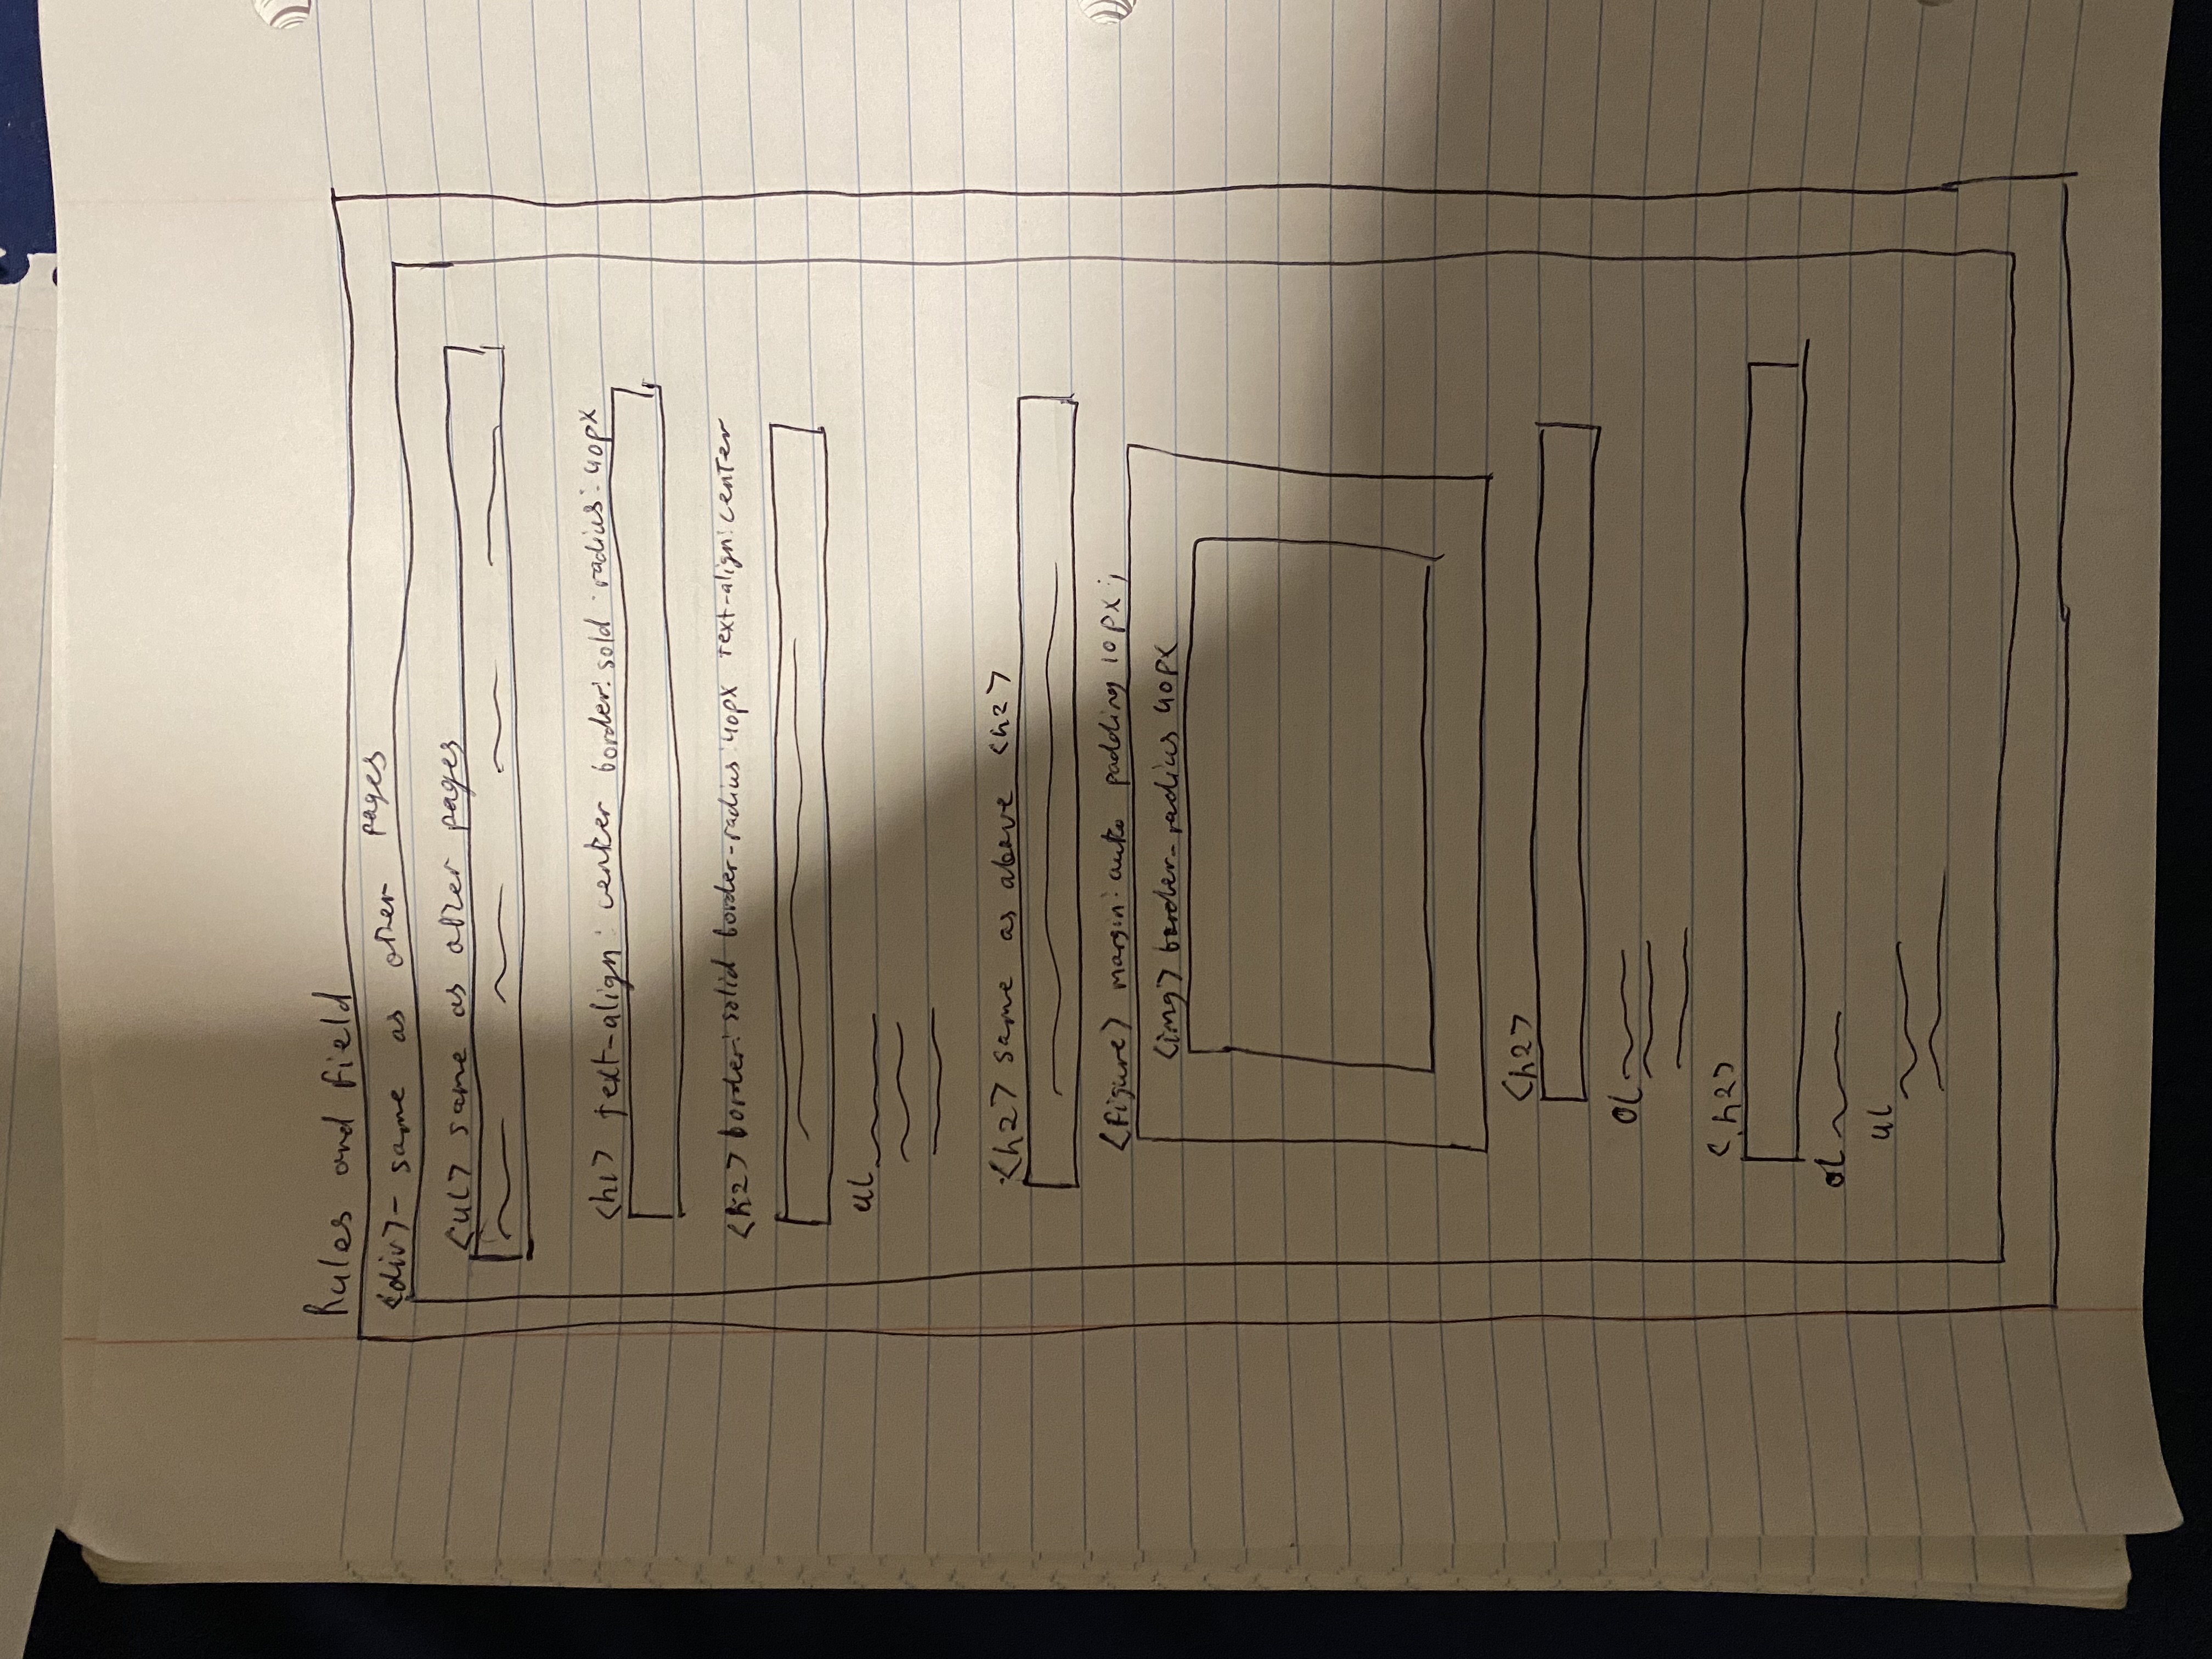 Rules and field
<div> - same as other pages
<ul> same as other pages
<h1> text-align: center border: sold radius: 40px
<h2> border: solid border-radius: 40px text-align: center
ul
<h2> same as above <h2>
<figure> margin: auto padding 10px;
<img> border-radius 40px
<h2>
ol
<h2>
ol
ul